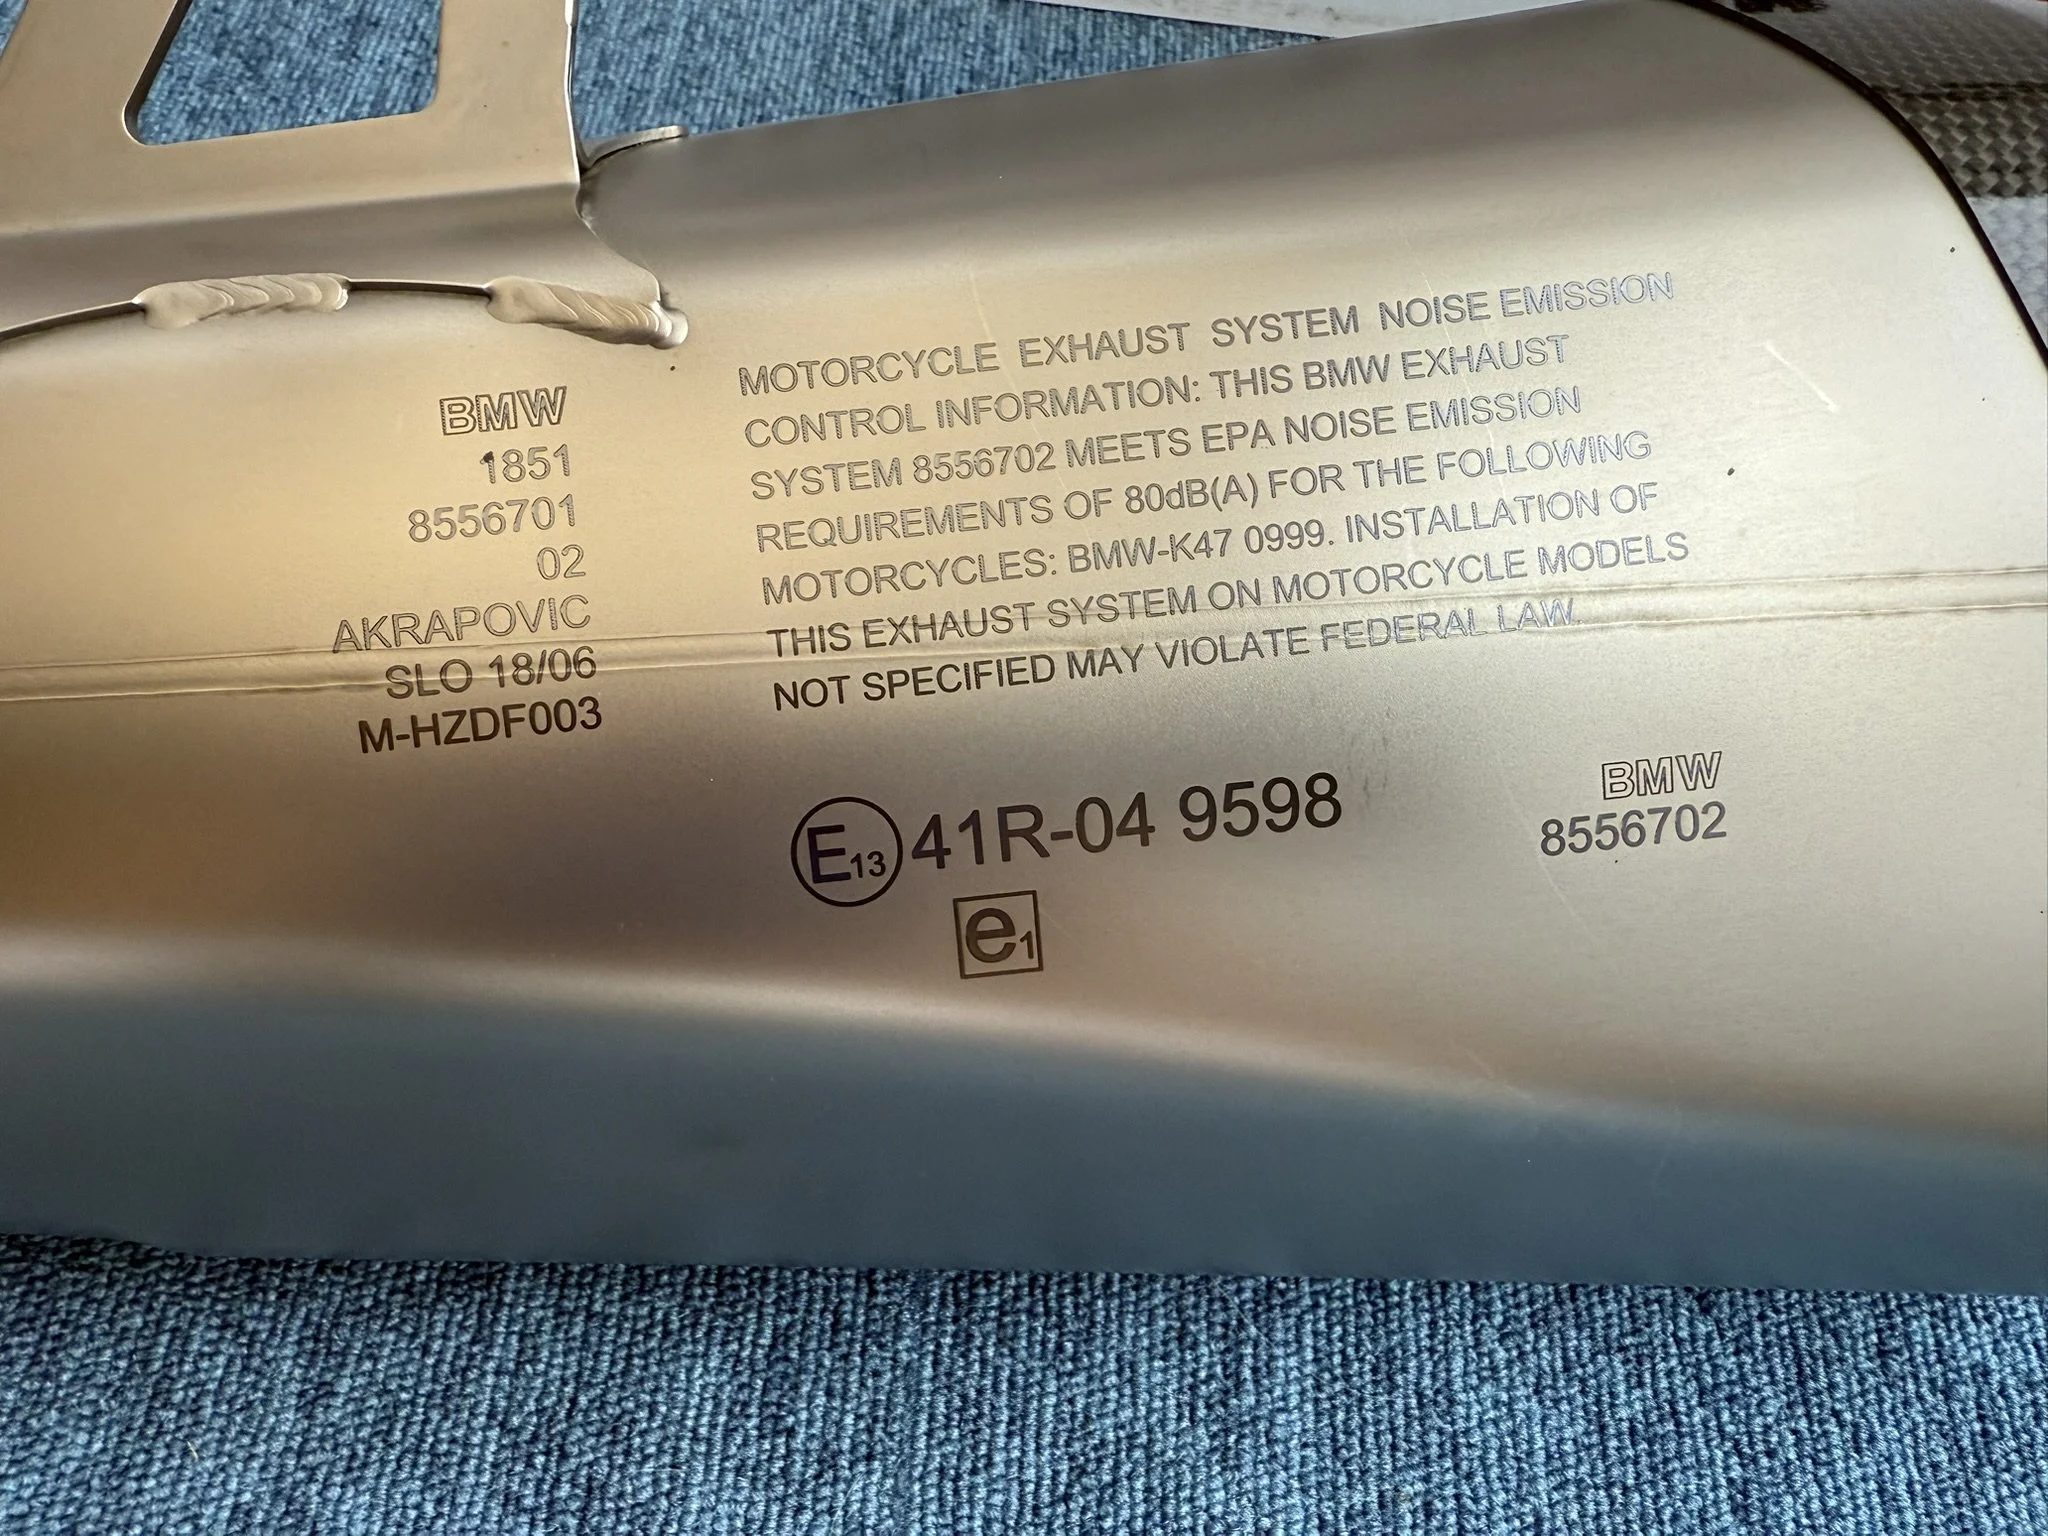 BMW
1851
8556701
02
AKRAPOVIC
SLO 18/06
M-HZDF003
MOTORCYCLE EXHAUST SYSTEM NOISE EMISSION
CONTROL INFORMATION: THIS BMW EXHAUST
SYSTEM 8556702 MEETS EPA NOISE EMISSION
REQUIREMENTS OF 80dB(A) FOR THE FOLLOWING
MOTORCYCLES: BMW-K47 0999. INSTALLATION OF
THIS EXHAUST SYSTEM ON MOTORCYCLE MODELS
NOT SPECIFIED MAY VIOLATE FEDERAL LAW.
E13 41R-04 9598
e1
BMW
8556702